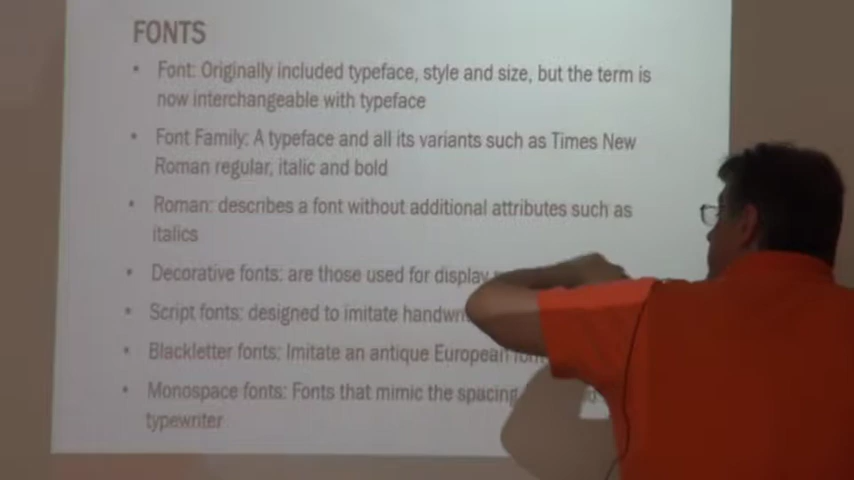 FONTS
• Font: Originally included typeface, style and size, but the term is
now interchangeable with typeface
• Font Family: A typeface and all its variants such as Times New
Roman regular, italic and bold
• Roman: describes a font without additional attributes such as
italics
• Decorative fonts: are those used for display
• Script fonts: designed to imitate
• Blackletter fonts: Imitate an antique European
• Monospace fonts: Fonts that mimic the spacing
typewriter